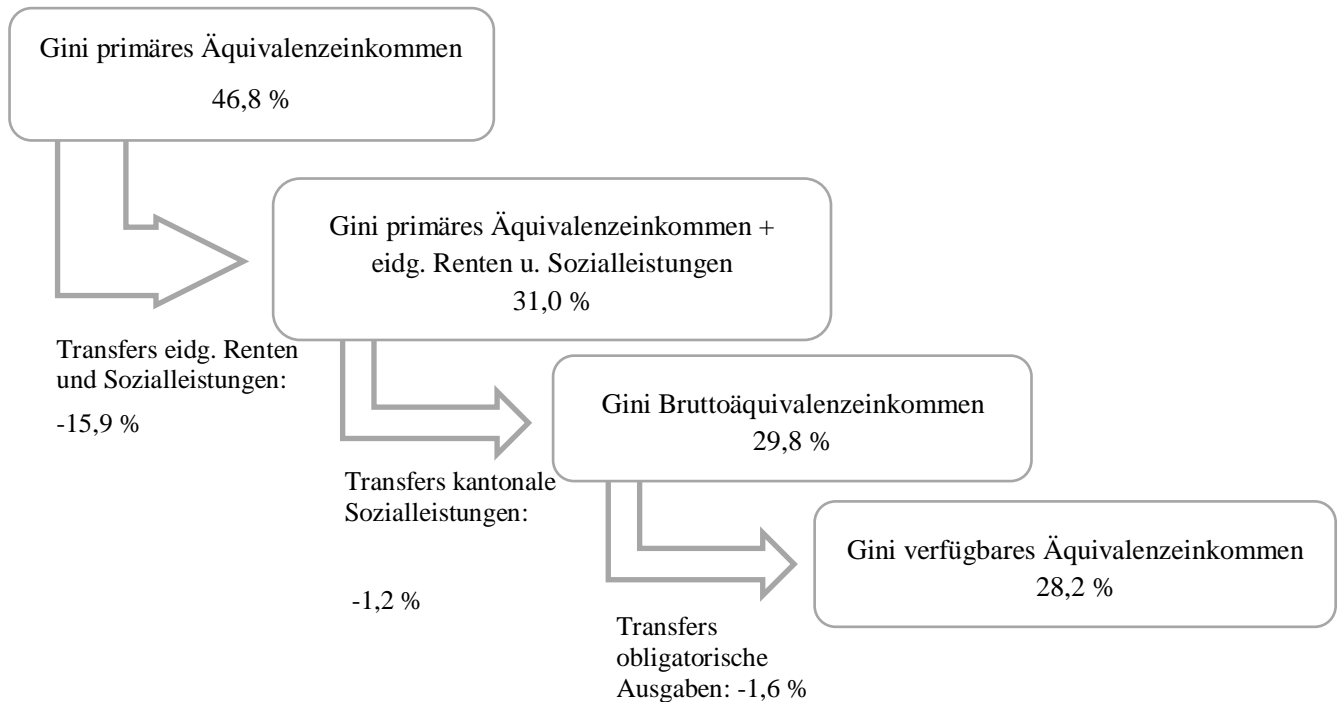 Gini primäres Äquivalenzeinkommen
46,8 %
Gini primäres Äquivalenzeinkommen +
eidg. Renten u. Sozialleistungen
31,0 %
Transfers eidg. Renten
und Sozialleistungen:
-15,9 %
Gini Bruttoäquivalenzeinkommen
29,8 %
Transfers kantonale
Sozialleistungen:
-1,2 %
Gini verfügbares Äquivalenzeinkommen
28,2 %
Transfers
obligatorische
Ausgaben: -1,6 %